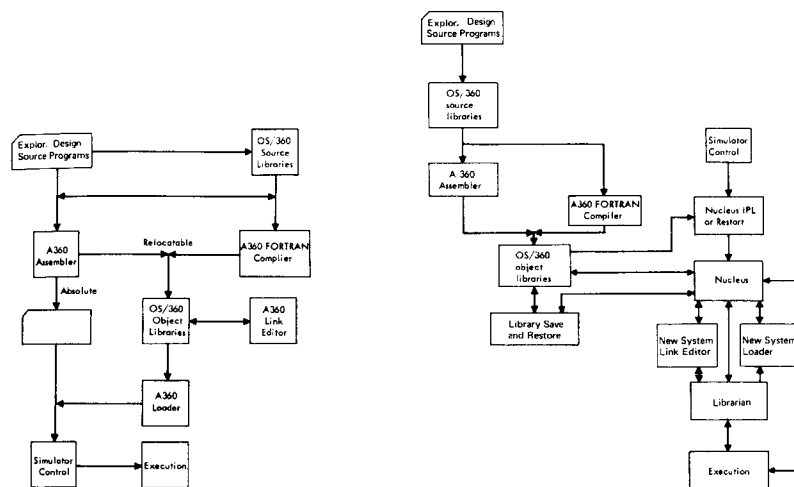 Explor. Design
Source Programs
OS/360
Source
Libraries
A360
Assembler
Relocatable
A360 FORTRAN
Complier
Absolute
OS/360
Object
Libraries
A360
Link
Editor
A360
Loader
Simulator
Control
Execution
Explor. Design
Source Programs
OS/360
source
libraries
A 360
Assembler
A360 FORTRAN
Compiler
Simulator
Control
Nucleus IPL
or Restart
OS/360
object
libraries
Nucleus
Library Save
and Restore
New System
Link Editor
New System
Loader
Librarian
Execution